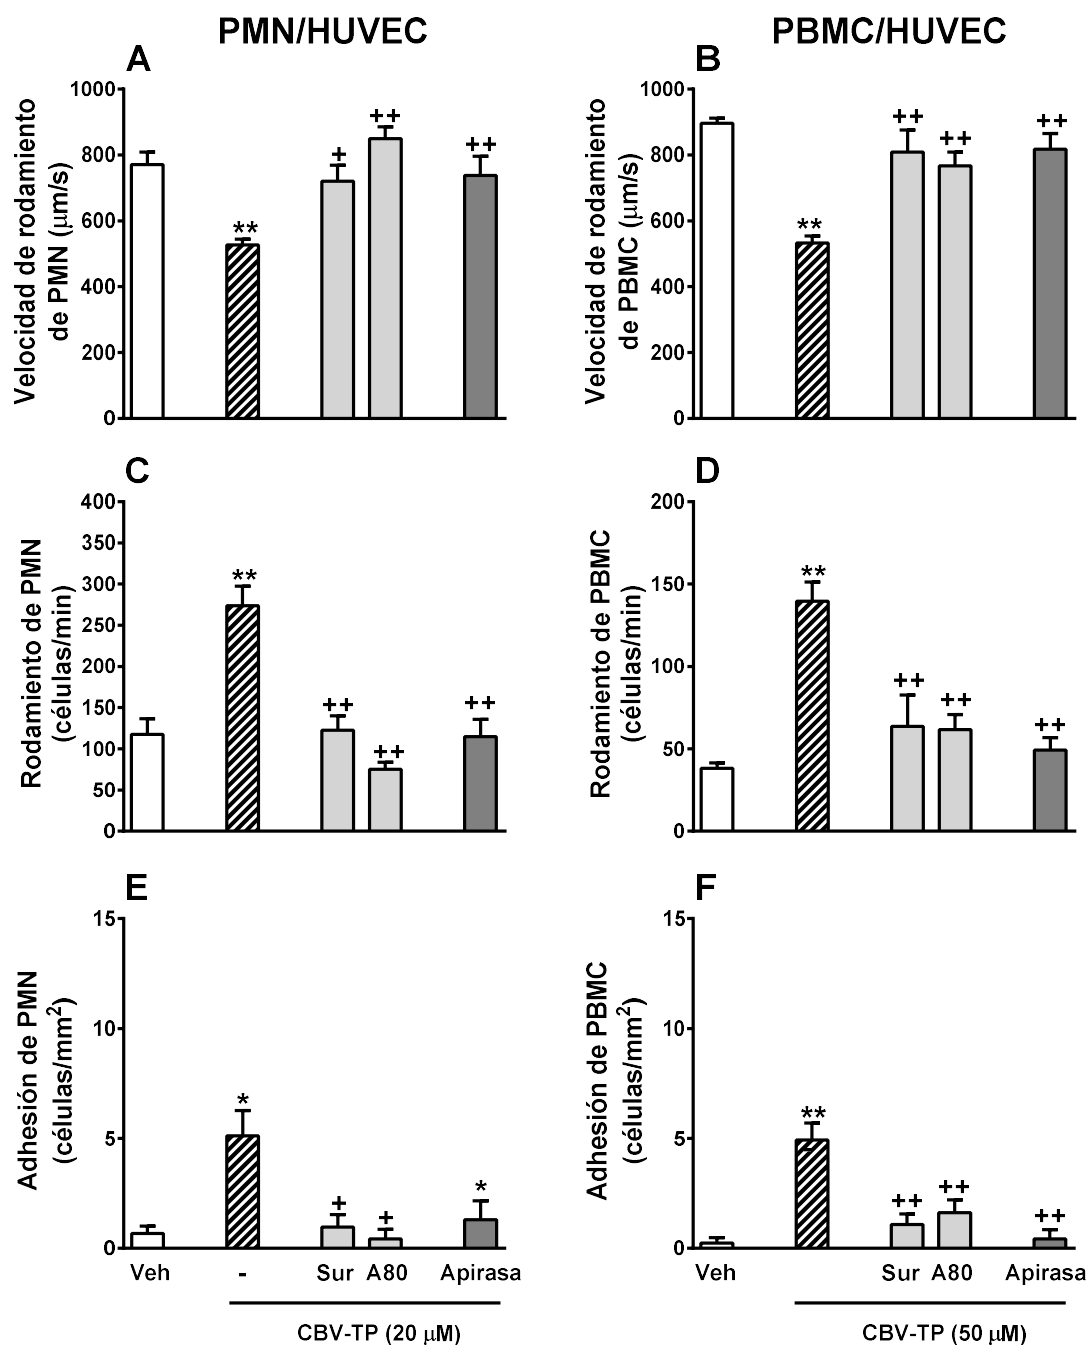 PMN/HUVEC
PBMC/HUVEC
A
Velocidad de rodamiento
de PMN (µm/s)
1000
800
600
400
200
0
**
+
++
++
B
Velocidad de rodamiento
de PBMC (µm/s)
1000
800
600
400
200
0
**
++
++
++
C
Rodamiento de PMN
(células/min)
400
350
300
250
200
150
100
50
0
**
++
++
++
D
Rodamiento de PBMC
(células/min)
200
150
100
50
0
**
++
++
++
E
Adhesión de PMN
(células/mm²)
15
10
5
0
*
+
+
*
Veh - Sur A80 Apirasa
CBV-TP (20 µM)
F
Adhesión de PBMC
(células/mm²)
15
10
5
0
**
++
++
++
Veh Sur A80 Apirasa
CBV-TP (50 µM)